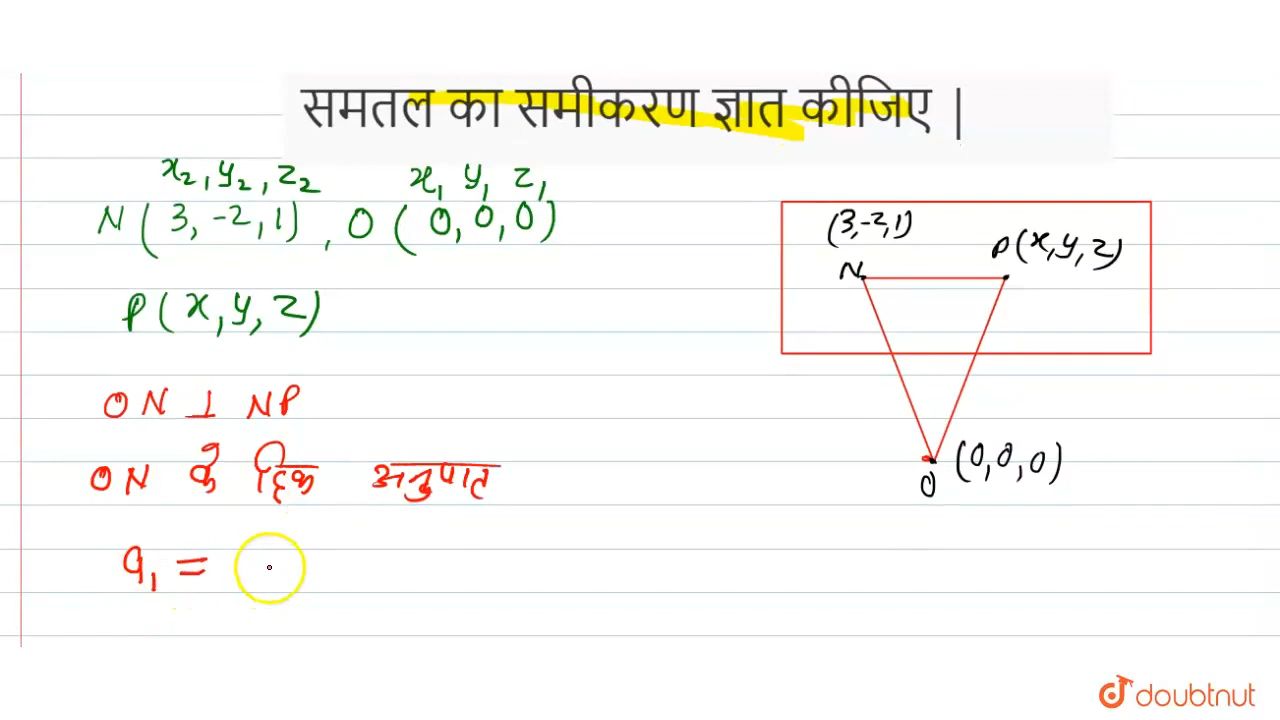 समतल का समीकरण ज्ञात कीजिए |
x₂, y₂, z₂ x₁ y₁ z₁
N ( 3, -2, 1) , O ( 0, 0, 0)
P ( x, y, z)
ON ⊥ NP
ON के दिक अनुपात
a₁ =
(3,-2,1)
N
P(x, y, z)
O (0, 0, 0)
doubtnut